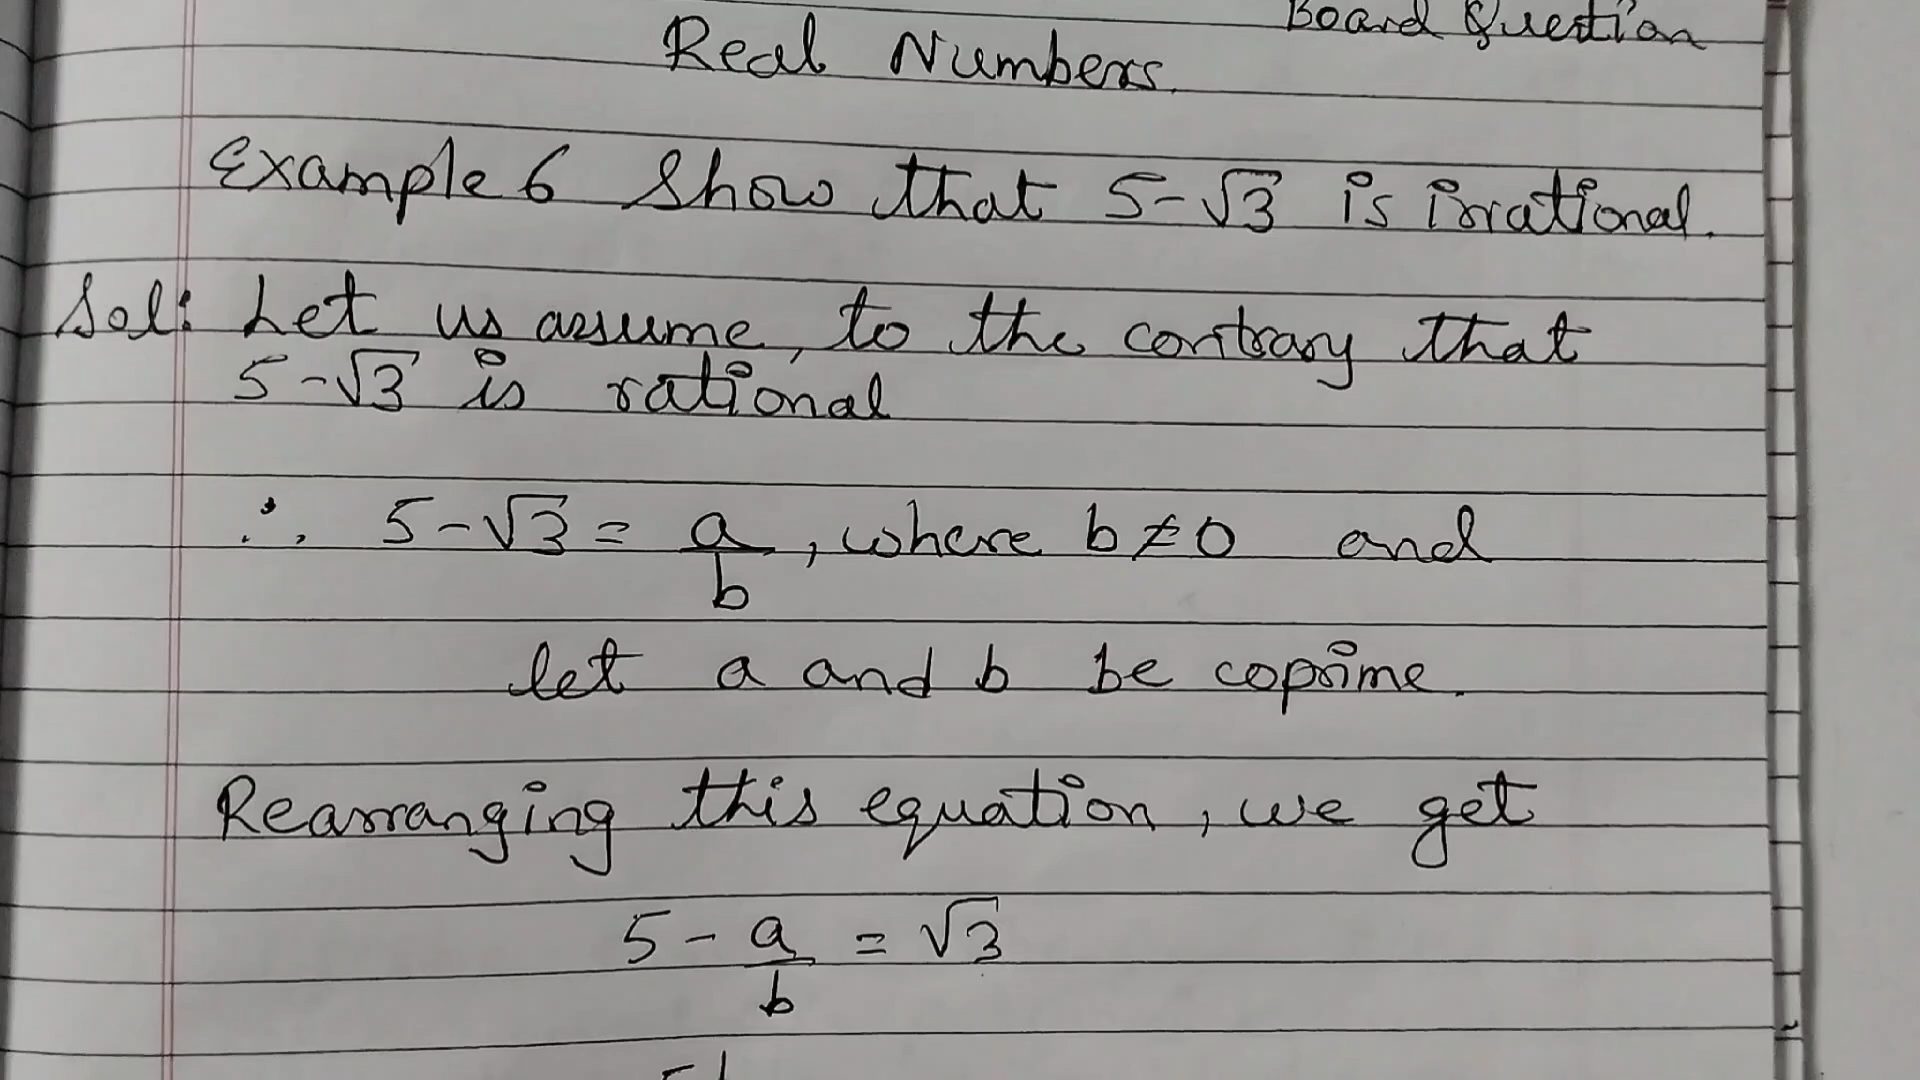 Board Question
Real Numbers.
Example 6 Show that 5-√3 is irrational.
Sol: Let us assume, to the contrary that
5-√3 is rational
∴ 5-√3 = a/b, where b≠0 and
let a and b be coprime.
Rearranging this equation, we get
5 - a/b = √3